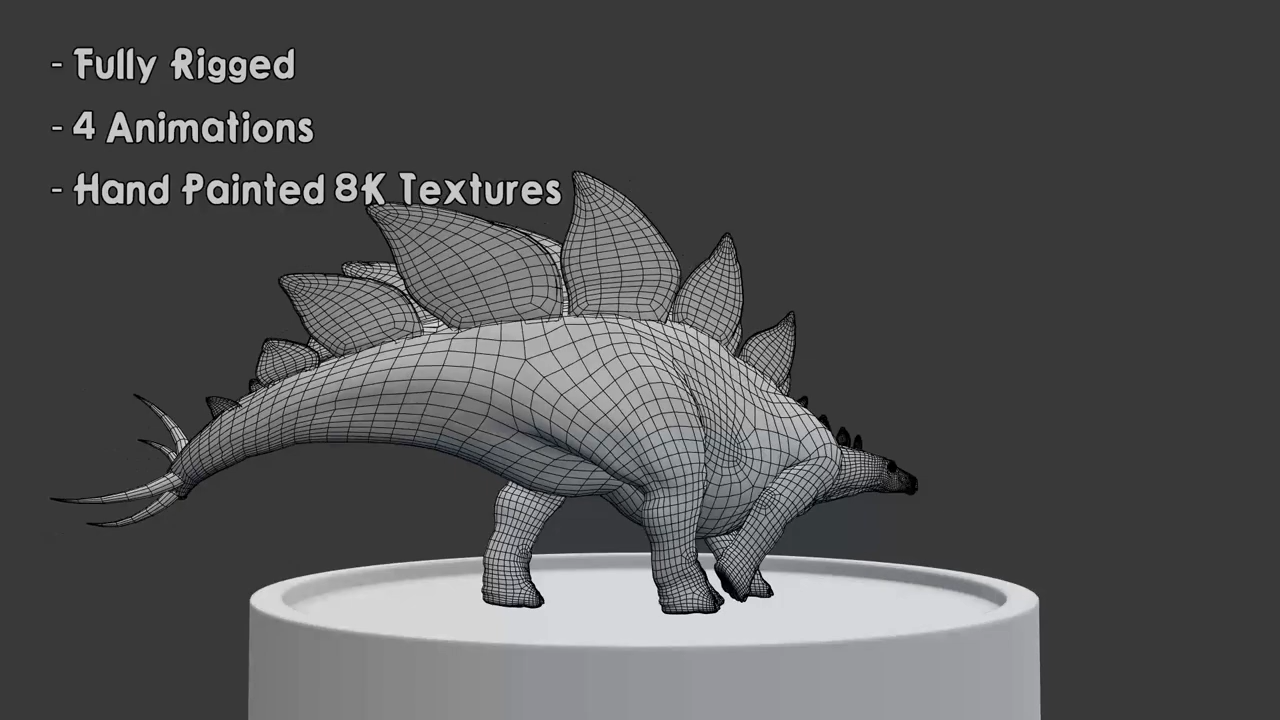 - Fully Rigged
- 4 Animations
- Hand Painted 8K Textures